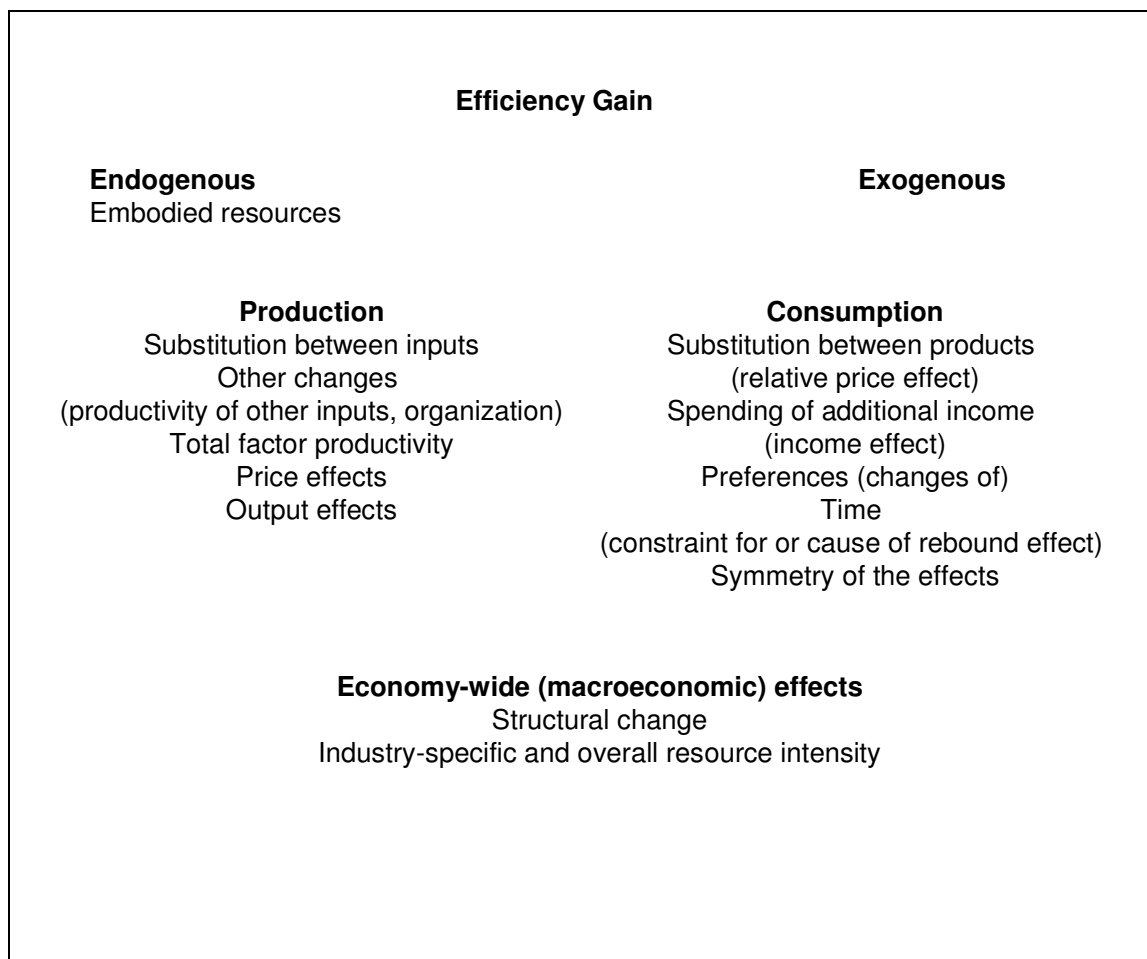 Efficiency Gain
Endogenous
Embodied resources
Exogenous
Production
Substitution between inputs
Other changes
(productivity of other inputs, organization)
Total factor productivity
Price effects
Output effects
Consumption
Substitution between products
(relative price effect)
Spending of additional income
(income effect)
Preferences (changes of)
Time
(constraint for or cause of rebound effect)
Symmetry of the effects
Economy-wide (macroeconomic) effects
Structural change
Industry-specific and overall resource intensity